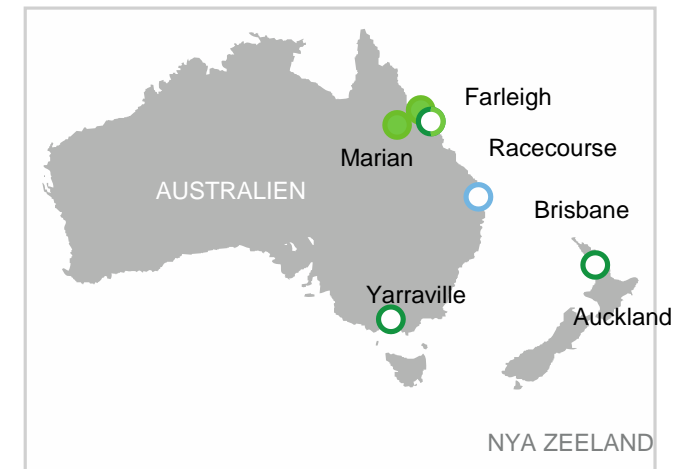 Farleigh
Racecourse
Marian
AUSTRALIEN
Brisbane
Yarraville
Auckland
NYA ZEELAND